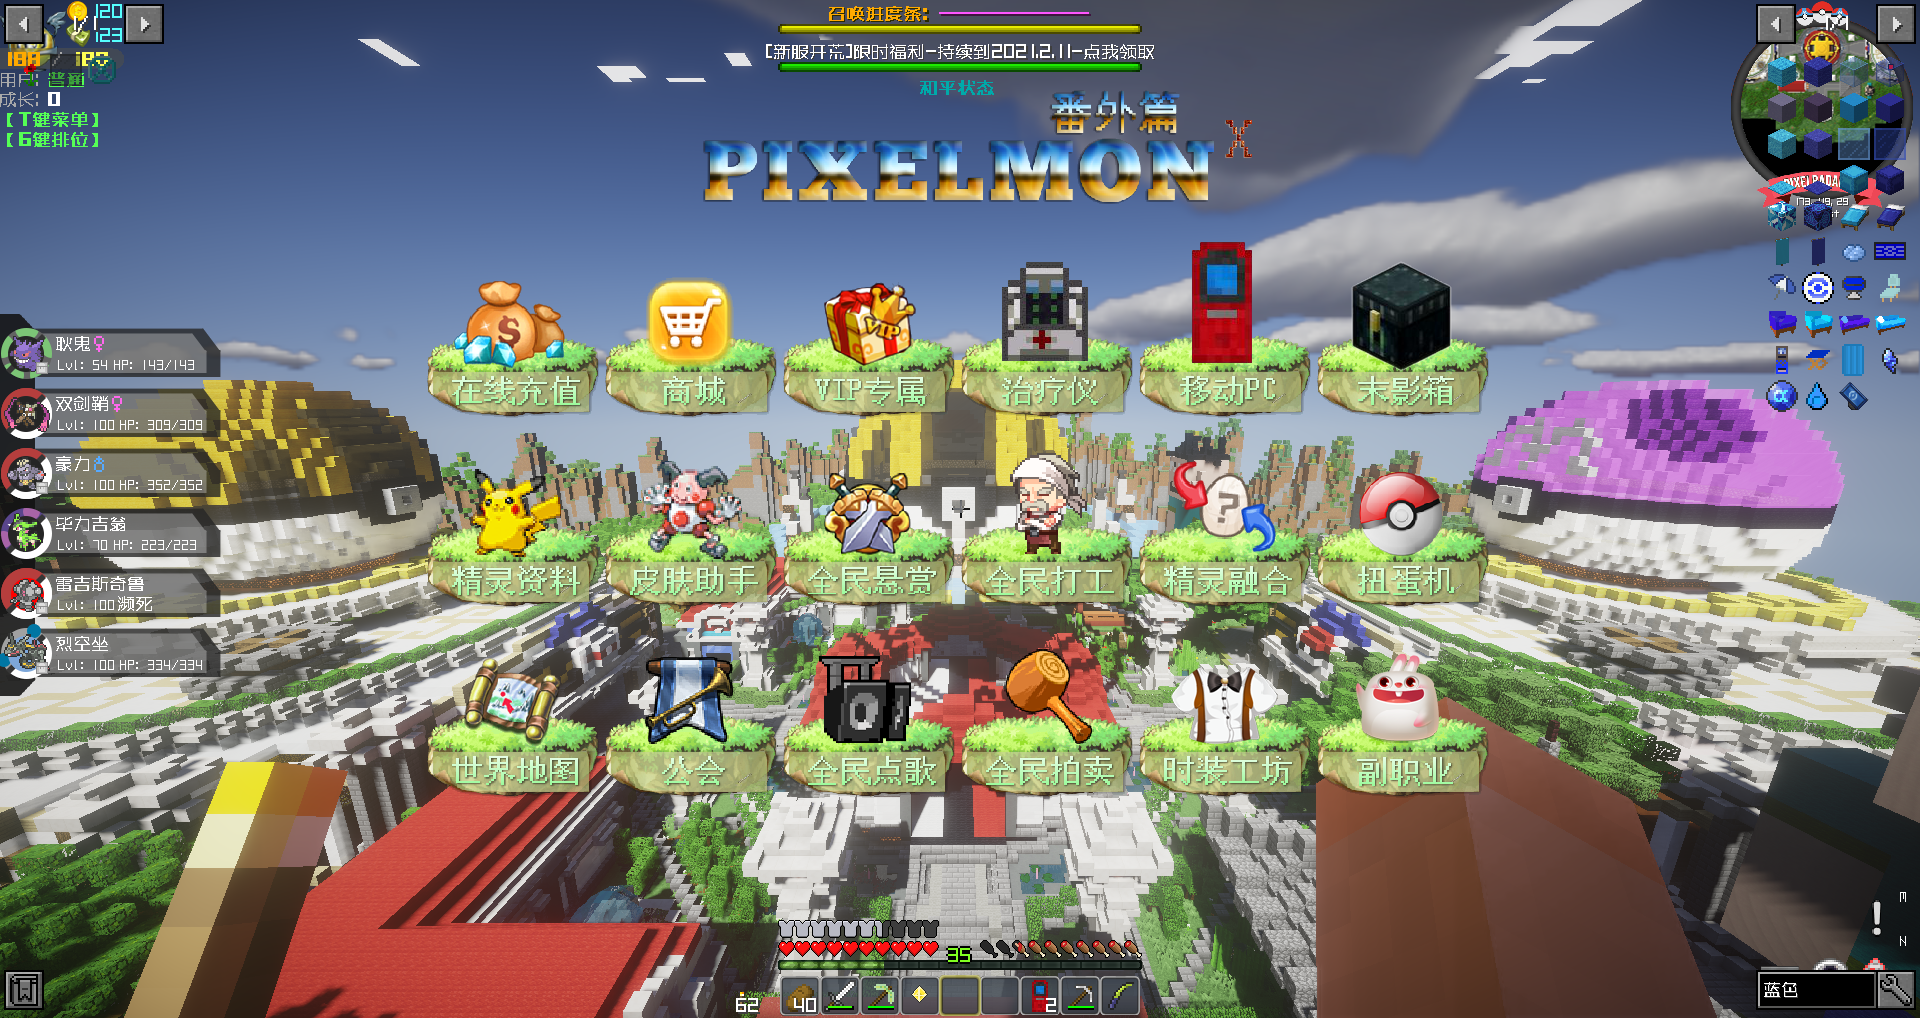 120
123
188 / 188
用户: 普通
成长: 0
【T键菜单】
【G键排位】
召唤进度条:
[新服开荒]限时福利-持续到2021.2.11-点我领取
和平状态
番外篇
PIXELMON X
PIXEL RADAR
在线充值
商城
VIP
VIP专属
治疗仪
移动PC
末影箱
耿鬼♀
Lvl: 54 HP: 143/143
双剑鞘♀
Lvl: 100 HP: 309/309
豪力♂
Lvl: 100 HP: 352/352
毕力吉翁
Lvl: 70 HP: 223/223
雷吉斯奇鲁
Lvl: 100 濒死
烈空坐
Lvl: 100 HP: 334/334
精灵资料
皮肤助手
全民悬赏
全民打工
精灵融合
扭蛋机
世界地图
公会
全民点歌
全民拍卖
时装工坊
副职业
35
62
40
2
M
N
蓝色